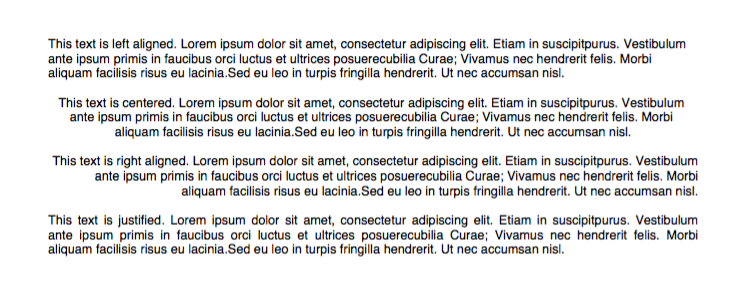 This text is left aligned. Lorem ipsum dolor sit amet, consectetur adipiscing elit. Etiam in suscipitpurus. Vestibulum
ante ipsum primis in faucibus orci luctus et ultrices posuerecubilia Curae; Vivamus nec hendrerit felis. Morbi
aliquam facilisis risus eu lacinia.Sed eu leo in turpis fringilla hendrerit. Ut nec accumsan nisl.
This text is centered. Lorem ipsum dolor sit amet, consectetur adipiscing elit. Etiam in suscipitpurus. Vestibulum
ante ipsum primis in faucibus orci luctus et ultrices posuerecubilia Curae; Vivamus nec hendrerit felis. Morbi
aliquam facilisis risus eu lacinia.Sed eu leo in turpis fringilla hendrerit. Ut nec accumsan nisl.
This text is right aligned. Lorem ipsum dolor sit amet, consectetur adipiscing elit. Etiam in suscipitpurus. Vestibulum
ante ipsum primis in faucibus orci luctus et ultrices posuerecubilia Curae; Vivamus nec hendrerit felis. Morbi
aliquam facilisis risus eu lacinia.Sed eu leo in turpis fringilla hendrerit. Ut nec accumsan nisl.
This text is justified. Lorem ipsum dolor sit amet, consectetur adipiscing elit. Etiam in suscipitpurus. Vestibulum
ante ipsum primis in faucibus orci luctus et ultrices posuerecubilia Curae; Vivamus nec hendrerit felis. Morbi
aliquam facilisis risus eu lacinia.Sed eu leo in turpis fringilla hendrerit. Ut nec accumsan nisl.